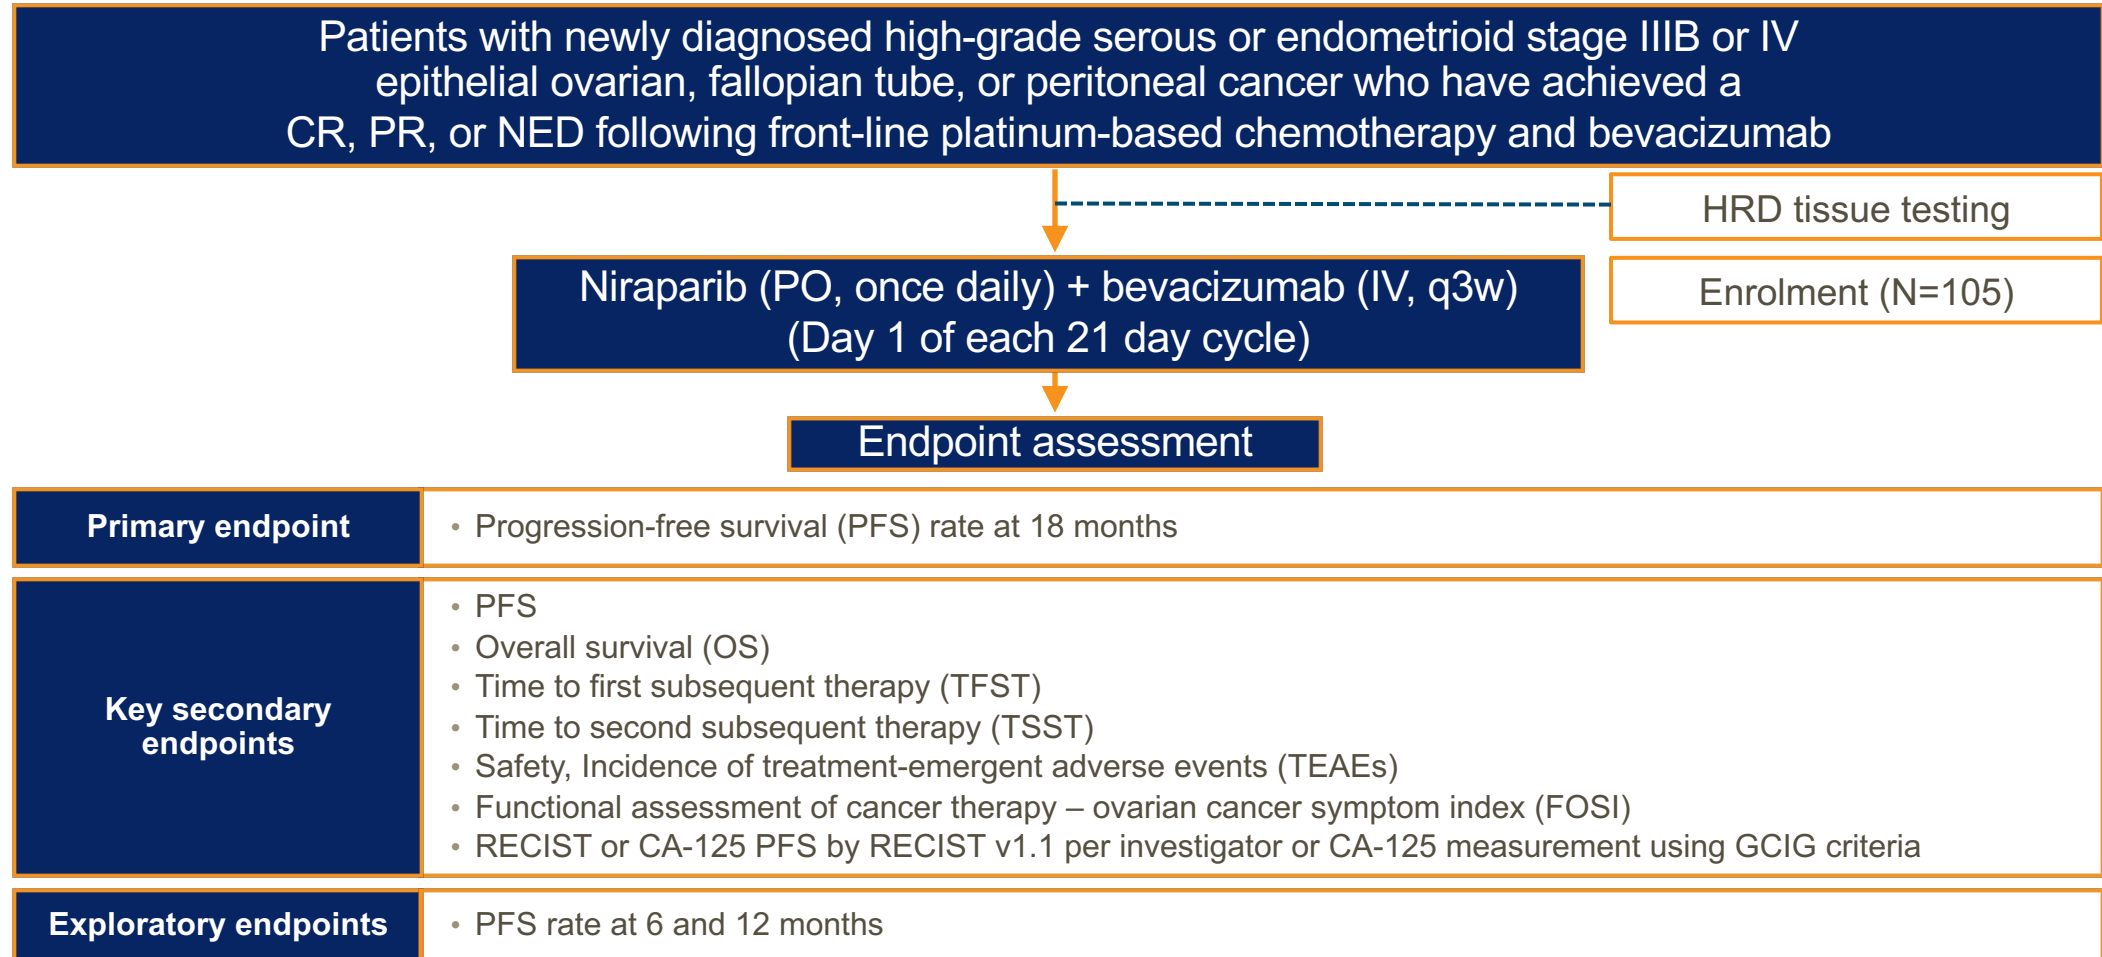 Patients with newly diagnosed high-grade serous or endometrioid stage IIIB or IV
epithelial ovarian, fallopian tube, or peritoneal cancer who have achieved a
CR, PR, or NED following front-line platinum-based chemotherapy and bevacizumab
HRD tissue testing
Niraparib (PO, once daily) + bevacizumab (IV, q3w)
(Day 1 of each 21 day cycle)
Enrolment (N=105)
Endpoint assessment
Primary endpoint
• Progression-free survival (PFS) rate at 18 months
Key secondary
endpoints
• PFS
• Overall survival (OS)
• Time to first subsequent therapy (TFST)
• Time to second subsequent therapy (TSST)
• Safety, Incidence of treatment-emergent adverse events (TEAEs)
• Functional assessment of cancer therapy – ovarian cancer symptom index (FOSI)
• RECIST or CA-125 PFS by RECIST v1.1 per investigator or CA-125 measurement using GCIG criteria
Exploratory endpoints
• PFS rate at 6 and 12 months